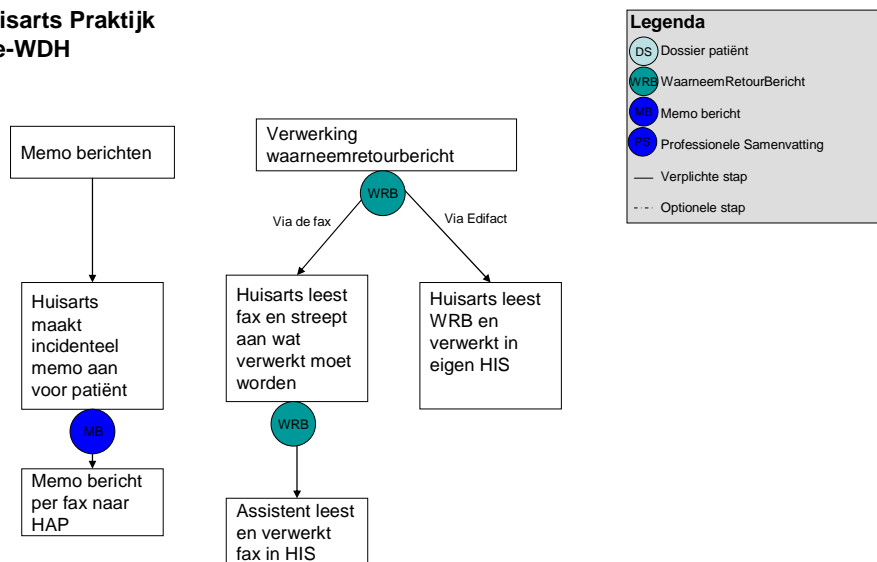 isarts Praktijk
e-WDH
Legenda
DS Dossier patiënt
WRB WaarneemRetourBericht
MB Memo bericht
PS Professionele Samenvatting
Verplichte stap
Optionele stap
Memo berichten
Huisarts
maakt
incidenteel
memo aan
voor patiënt
MB
Memo bericht
per fax naar
HAP
Verwerking
waarneemretourbericht
WRB
Via de fax
Via Edifact
Huisarts leest
fax en streept
aan wat
verwerkt moet
worden
WRB
Assistent leest
en verwerkt
fax in HIS
Huisarts leest
WRB en
verwerkt in
eigen HIS